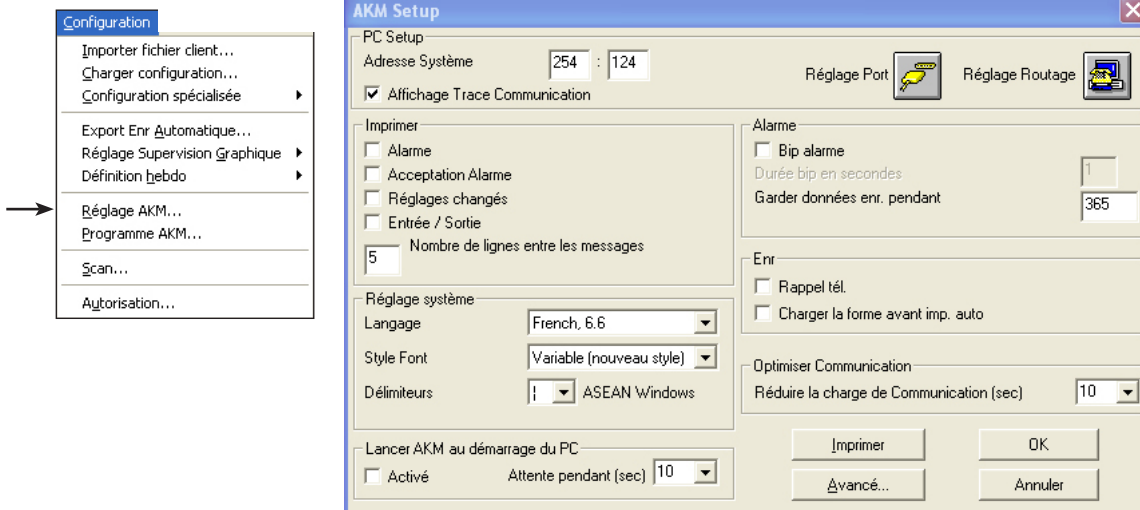 Configuration
Importer fichier client...
Charger configuration...
Configuration spécialisée
Export Enr Automatique...
Réglage Supervision Graphique
Définition hebdo
Réglage AKM...
Programme AKM...
Scan...
Autorisation...
AKM Setup
PC Setup
Adresse Système 254 : 124
Réglage Port Réglage Routage
Affichage Trace Communication
Imprimer
Alarme
Acceptation Alarme
Réglages changés
Entrée / Sortie
5 Nombre de lignes entre les messages
Réglage système
Langage French, 6.6
Style Font Variable (nouveau style)
Délimiteurs ¦ ASEAN Windows
Lancer AKM au démarrage du PC
Activé Attente pendant (sec) 10
Alarme
Bip alarme
Durée bip en secondes 1
Garder données enr. pendant 365
Enr
Rappel tél.
Charger la forme avant imp. auto
Optimiser Communication
Réduire la charge de Communication (sec) 10
Imprimer OK
Avancé... Annuler